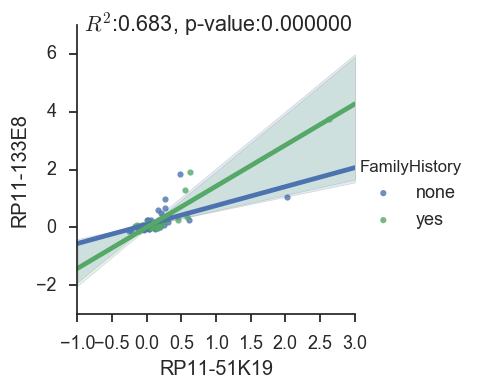 R²:0.683, p-value:0.000000
6
4
2
0
−2
RP11-133E8
FamilyHistory
none
yes
−1.0 −0.5 0.0 0.5 1.0 1.5 2.0 2.5 3.0
RP11-51K19